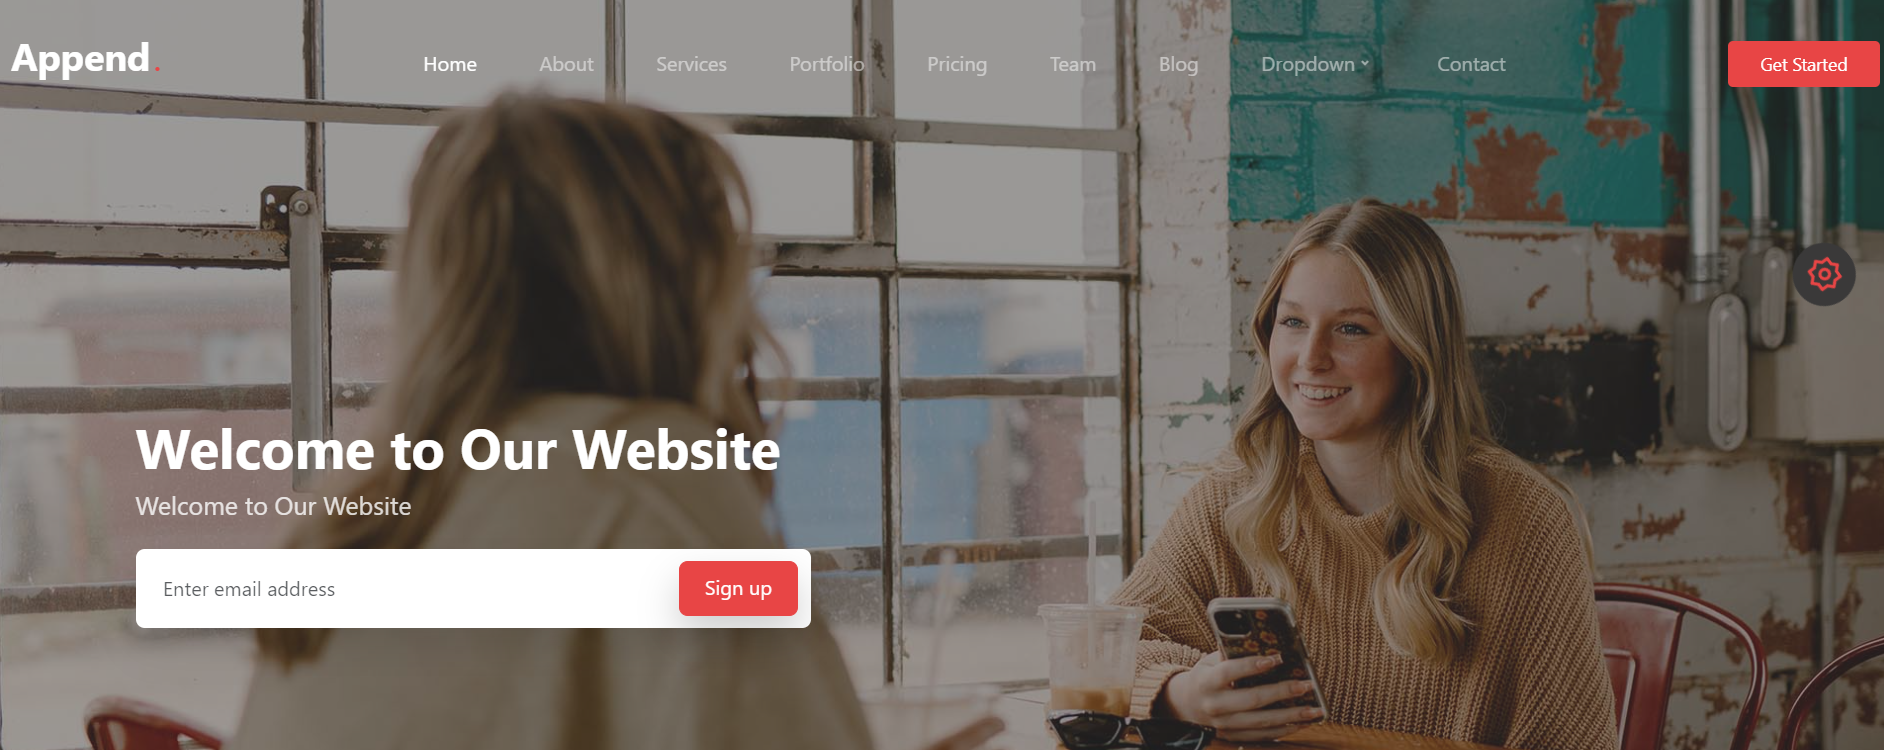 Append.
Home About Services Portfolio Pricing Team Blog Dropdown Contact
Get Started
Welcome to Our Website
Welcome to Our Website
Enter email address
Sign up